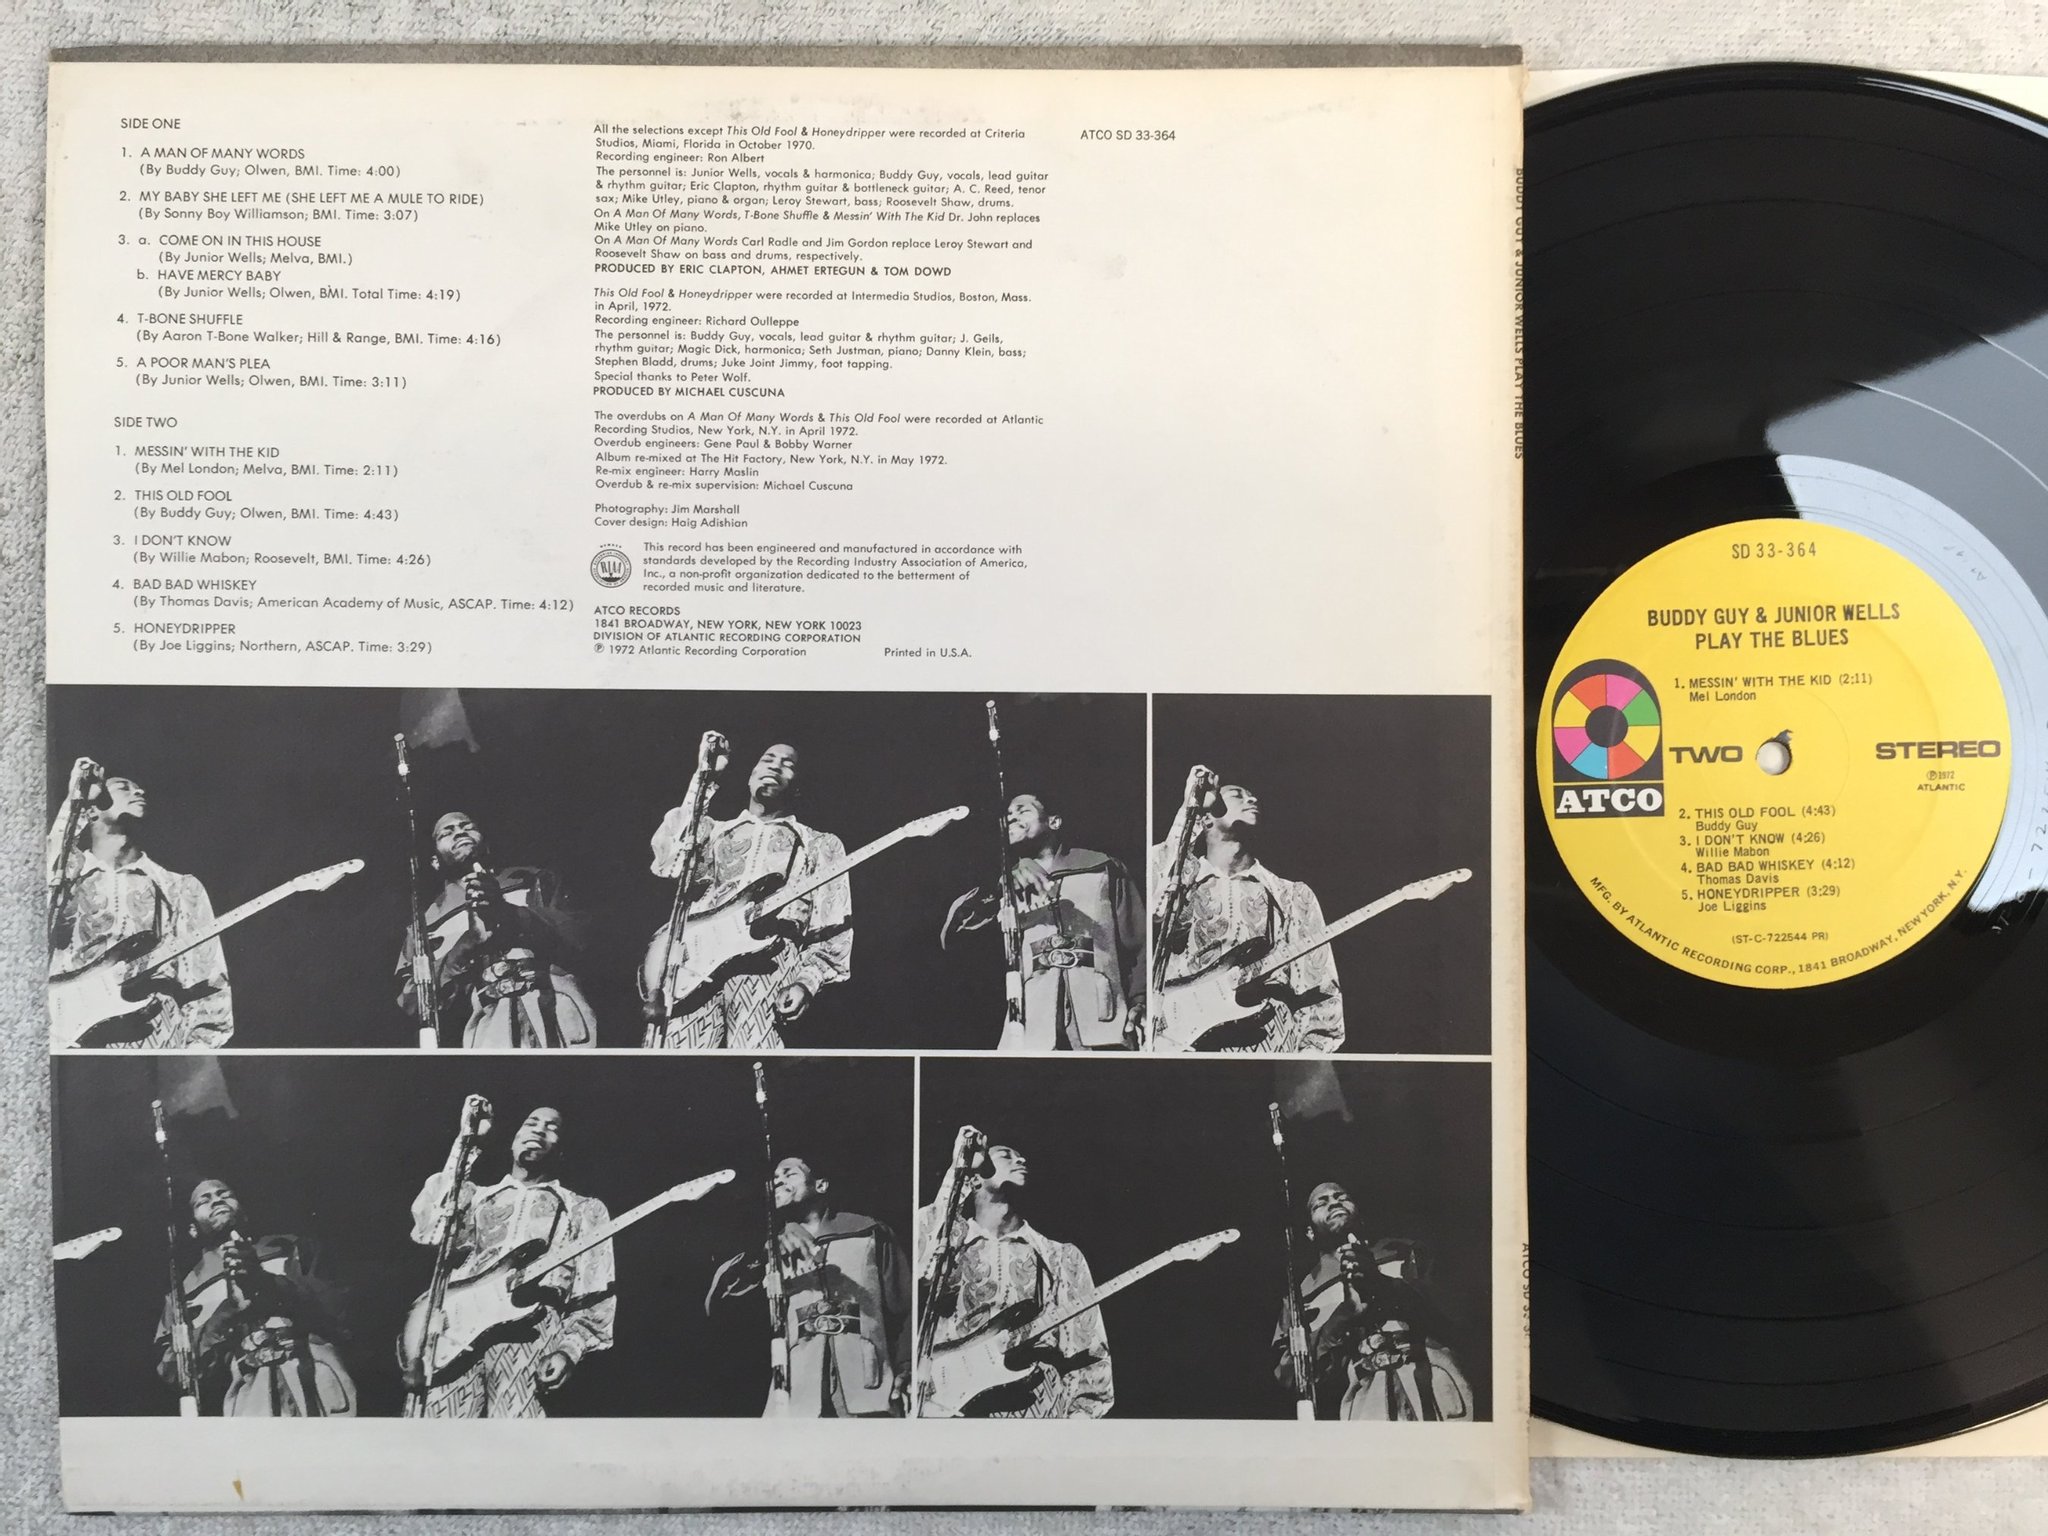 SIDE ONE
1. A MAN OF MANY WORDS
(By Buddy Guy; Olwen, BMI. Time: 4:00)
2. MY BABY SHE LEFT ME (SHE LEFT ME A MULE TO RIDE)
(By Sonny Boy Williamson; BMI. Time: 3:07)
3. a. COME ON IN THIS HOUSE
(By Junior Wells; Melva, BMI.)
b. HAVE MERCY BABY
(By Junior Wells; Olwen, BMI. Total Time: 4:19)
4. T-BONE SHUFFLE
(By Aaron T-Bone Walker; Hill & Range, BMI. Time: 4:16)
5. A POOR MAN'S PLEA
(By Junior Wells; Olwen, BMI. Time: 3:11)
SIDE TWO
1. MESSIN' WITH THE KID
(By Mel London; Melva, BMI. Time: 2:11)
2. THIS OLD FOOL
(By Buddy Guy; Olwen, BMI. Time: 4:43)
3. I DON'T KNOW
(By Willie Mabon; Roosevelt, BMI. Time: 4:26)
4. BAD BAD WHISKEY
(By Thomas Davis; American Academy of Music, ASCAP. Time: 4:12)
5. HONEYDRIPPER
(By Joe Liggins; Northern, ASCAP. Time: 3:29)
All the selections except This Old Fool & Honeydripper were recorded at Criteria
Studios, Miami, Florida in October 1970.
Recording engineer: Ron Albert
The personnel is: Junior Wells, vocals & harmonica; Buddy Guy, vocals, lead guitar
& rhythm guitar; Eric Clapton, rhythm guitar & bottleneck guitar; A. C. Reed, tenor
sax; Mike Utley, piano & organ; Leroy Stewart, bass; Roosevelt Shaw, drums.
On A Man Of Many Words, T-Bone Shuffle & Messin' With The Kid Dr. John replaces
Mike Utley on piano.
On A Man Of Many Words Carl Radle and Jim Gordon replace Leroy Stewart and
Roosevelt Shaw on bass and drums, respectively.
PRODUCED BY ERIC CLAPTON, AHMET ERTEGUN & TOM DOWD
This Old Fool & Honeydripper were recorded at Intermedia Studios, Boston, Mass.
in April, 1972.
Recording engineer: Richard Oulleppe
The personnel is: Buddy Guy, vocals, lead guitar & rhythm guitar; J. Geils,
rhythm guitar; Magic Dick, harmonica; Seth Justman, piano; Danny Klein, bass;
Stephen Bladd, drums; Juke Joint Jimmy, foot tapping.
Special thanks to Peter Wolf.
PRODUCED BY MICHAEL CUSCUNA
The overdubs on A Man Of Many Words & This Old Fool were recorded at Atlantic
Recording Studios, New York, N.Y. in April 1972.
Overdub engineers: Gene Paul & Bobby Warner
Album re-mixed at The Hit Factory, New York, N.Y. in May 1972.
Re-mix engineer: Harry Maslin
Overdub & re-mix supervision: Michael Cuscuna
Photography: Jim Marshall
Cover design: Haig Adishian
RIAA
This record has been engineered and manufactured in accordance with
standards developed by the Recording Industry Association of America,
Inc., a non-profit organization dedicated to the betterment of
recorded music and literature.
ATCO RECORDS
1841 BROADWAY, NEW YORK, NEW YORK 10023
DIVISION OF ATLANTIC RECORDING CORPORATION
℗ 1972 Atlantic Recording Corporation Printed in U.S.A.
ATCO SD 33-364
BUDDY GUY & JUNIOR WELLS PLAY THE BLUES
ATCO SD 33-
SD 33-364
BUDDY GUY & JUNIOR WELLS
PLAY THE BLUES
1. MESSIN' WITH THE KID (2:11)
Mel London
ATCO
TWO
STEREO
℗1972
ATLANTIC
2. THIS OLD FOOL (4:43)
Buddy Guy
3. I DON'T KNOW (4:26)
Willie Mabon
4. BAD BAD WHISKEY (4:12)
Thomas Davis
5. HONEYDRIPPER (3:29)
Joe Liggins
(ST-C-722544 PR)
MFG. BY ATLANTIC RECORDING CORP., 1841 BROADWAY, NEW YORK, N.Y.